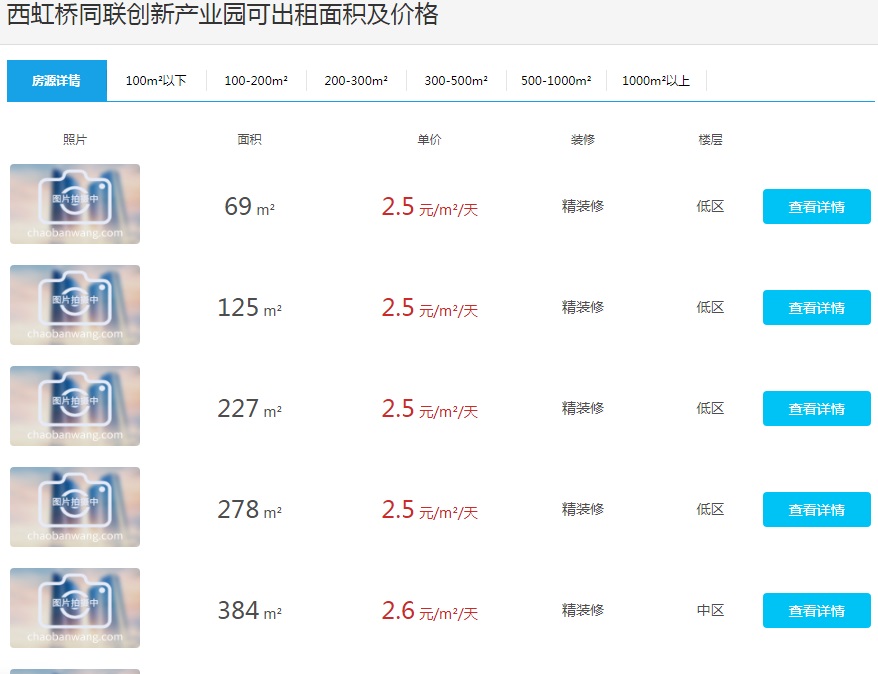 西虹桥同联创新产业园可出租面积及价格
房源详情 100m²以下 100-200m² 200-300m² 300-500m² 500-1000m² 1000m²以上
照片 面积 单价 装修 楼层
图片拍摄中
chaobanwang.com
69 m² 2.5 元/m²/天 精装修 低区 查看详情
图片拍摄中
chaobanwang.com
125 m² 2.5 元/m²/天 精装修 低区 查看详情
图片拍摄中
chaobanwang.com
227 m² 2.5 元/m²/天 精装修 低区 查看详情
图片拍摄中
chaobanwang.com
278 m² 2.5 元/m²/天 精装修 低区 查看详情
图片拍摄中
chaobanwang.com
384 m² 2.6 元/m²/天 精装修 中区 查看详情